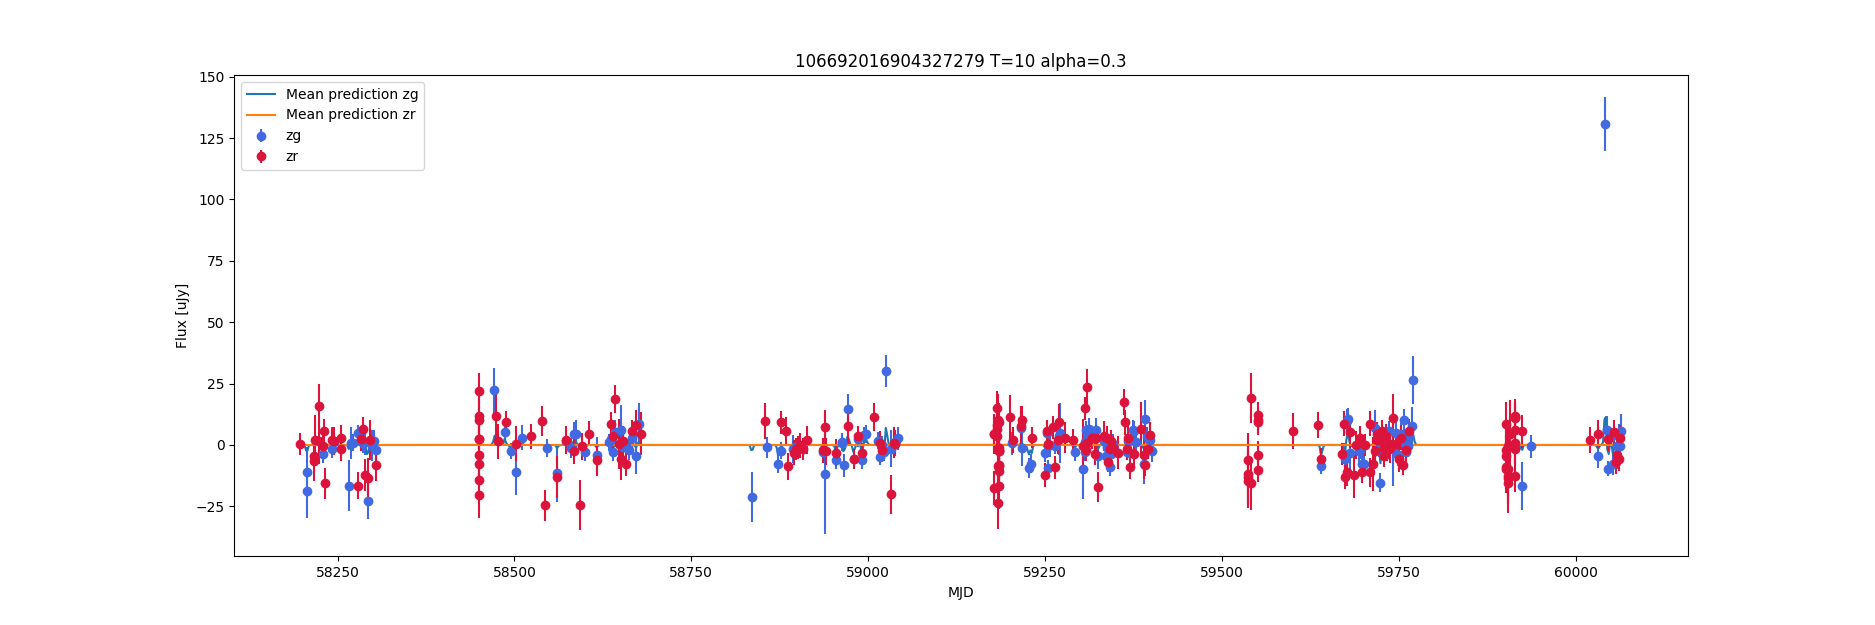 106692016904327279 T=10 alpha=0.3
Mean prediction zg
Mean prediction zr
zg
zr
Flux [uJy]
150
125
100
75
50
25
0
−25
58250
58500
58750
59000
59250
59500
59750
60000
MJD